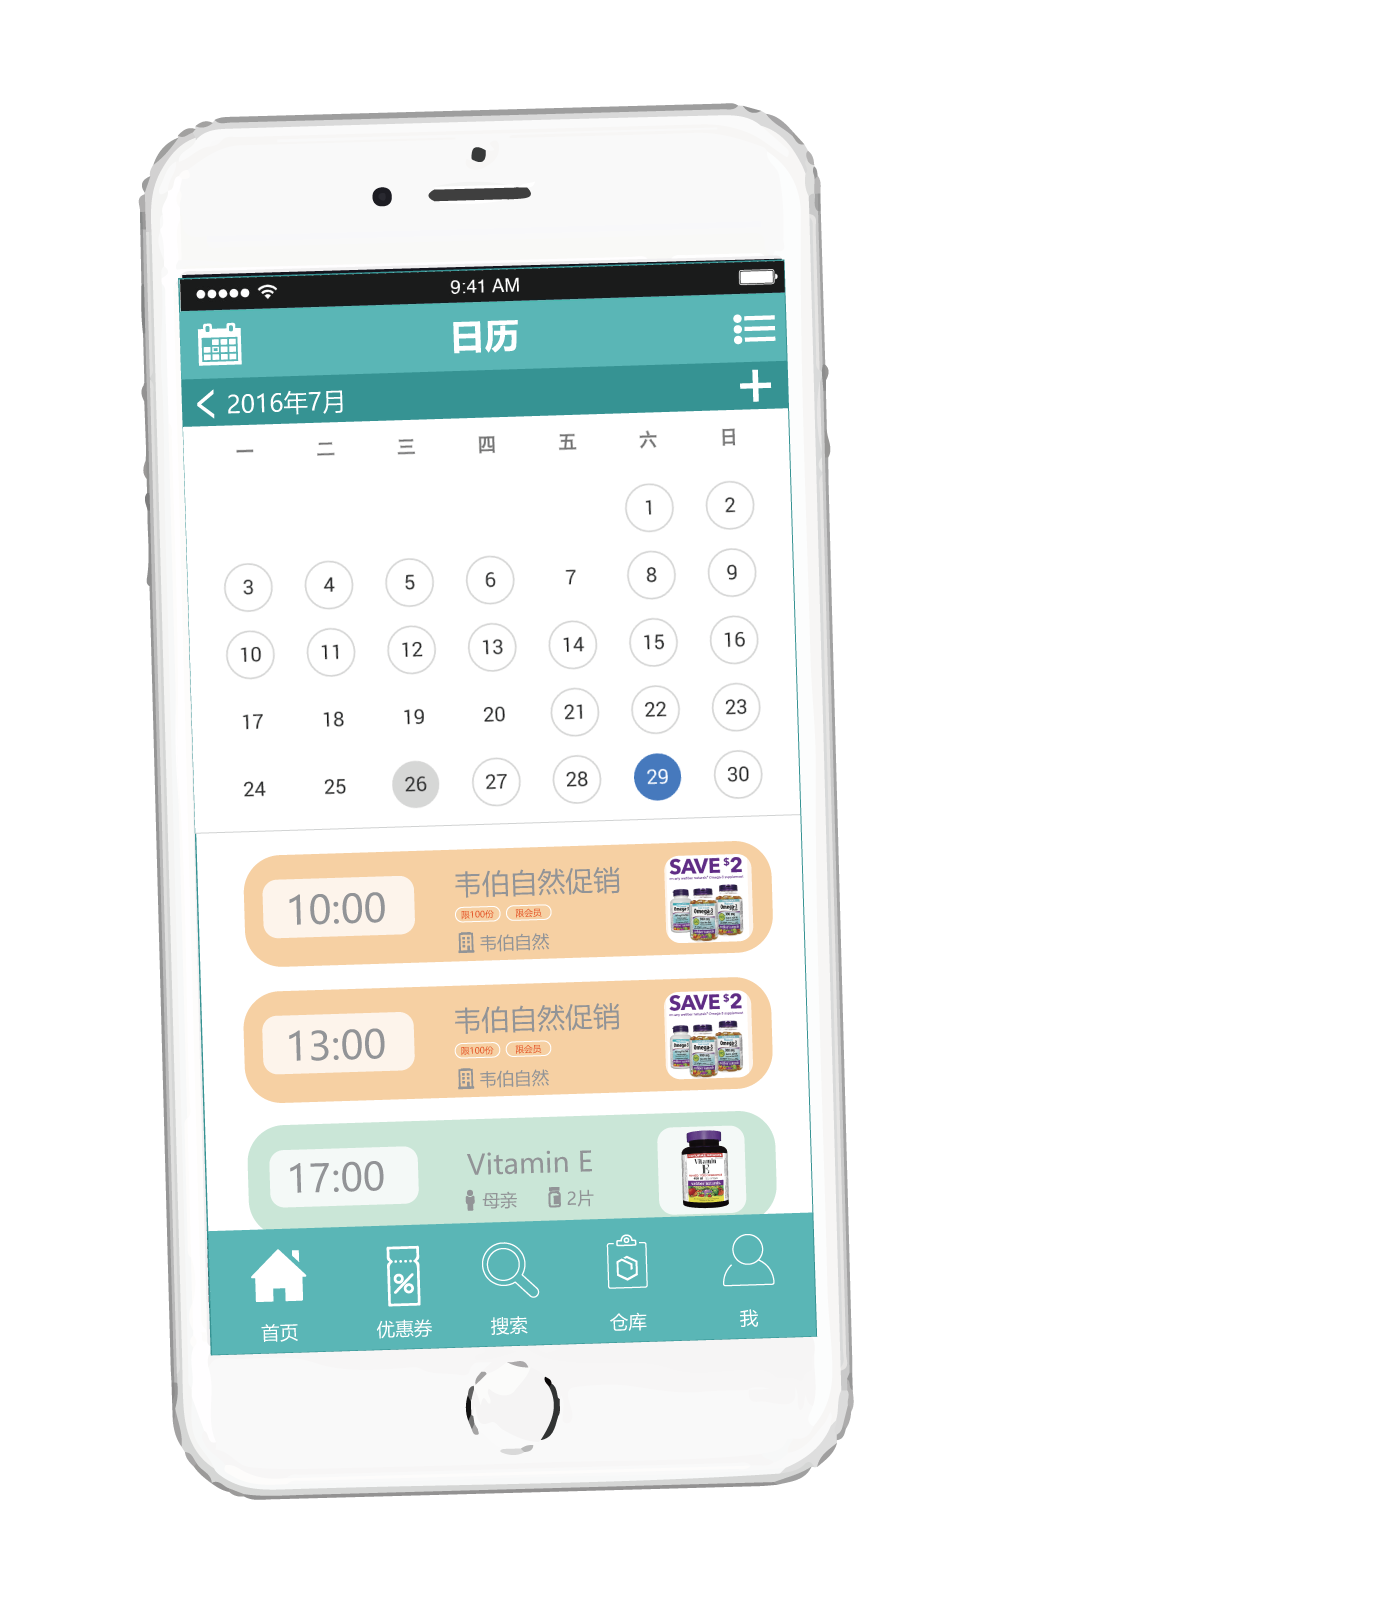 9:41 AM
日历
2016年7月
一 二 三 四 五 六 日
1 2
3 4 5 6 7 8 9
10 11 12 13 14 15 16
17 18 19 20 21 22 23
24 25 26 27 28 29 30
10:00
韦伯自然促销
限100份 限会员
韦伯自然
SAVE $2
Omega-3
13:00
韦伯自然促销
限100份 限会员
韦伯自然
SAVE $2
Omega-3
17:00
Vitamin E
母亲 2片
Vitamin
E
首页 优惠券 搜索 仓库 我